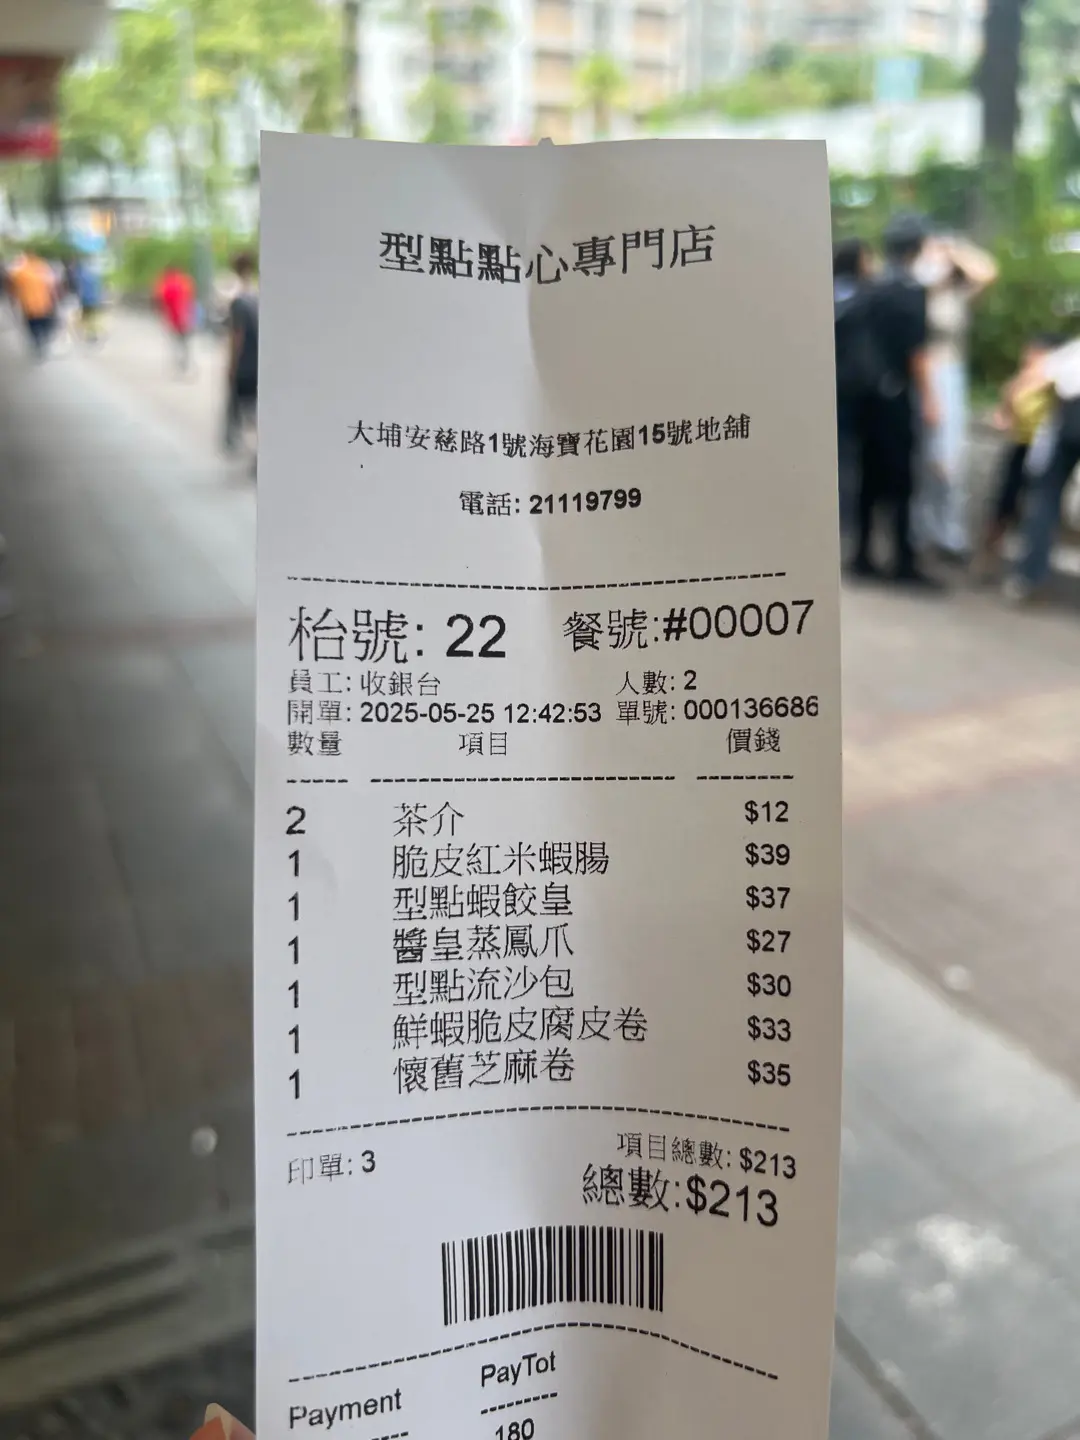 型點點心專門店
大埔安慈路1號海寶花園15號地舖
電話: 21119799
枱號: 22 餐號:#00007
員工: 收銀台 人數: 2
開單: 2025-05-25 12:42:53 單號: 000136686
數量 項目 價錢
2 茶介 $12
1 脆皮紅米蝦腸 $39
1 型點蝦餃皇 $37
1 醬皇蒸鳳爪 $27
1 型點流沙包 $30
1 鮮蝦脆皮腐皮卷 $33
1 懷舊芝麻卷 $35
印單: 3 項目總數: $213
總數:$213
Payment PayTot
180